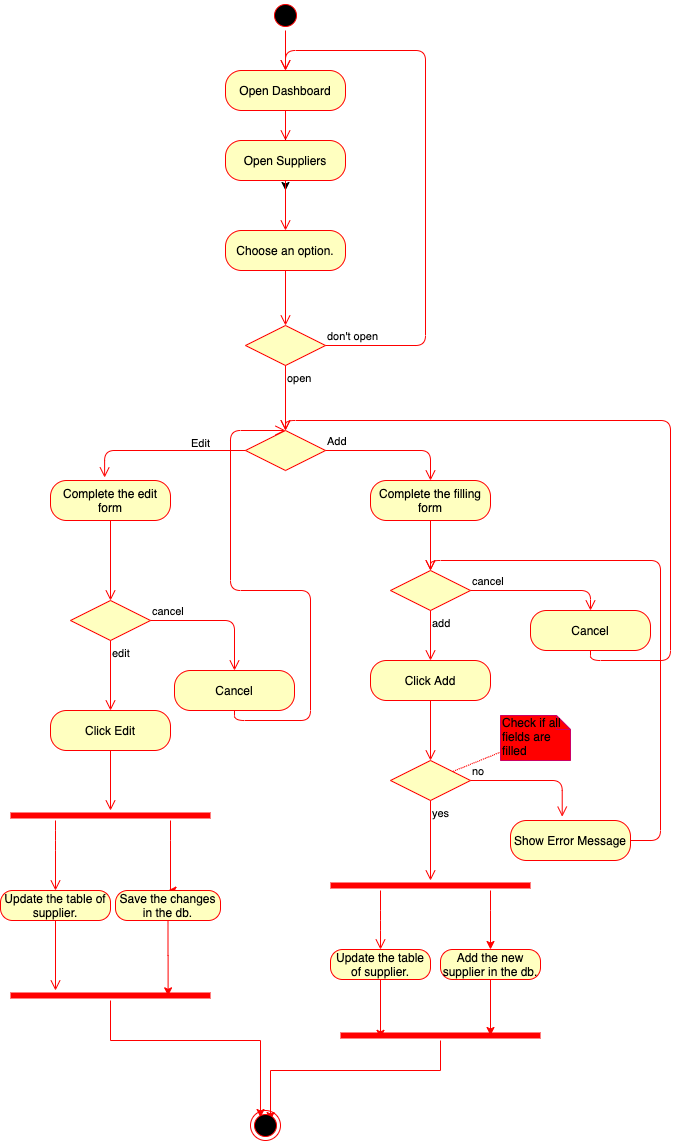 Open Dashboard
Open Suppliers
Choose an option.
don't open
open
Edit
Add
Complete the edit
form
Complete the filling
form
cancel
edit
cancel
add
Cancel
Cancel
Click Edit
Click Add
Check if all
fields are
filled
no
yes
Show Error Message
Update the table of
supplier.
Save the changes
in the db.
Update the table
of supplier.
Add the new
supplier in the db.